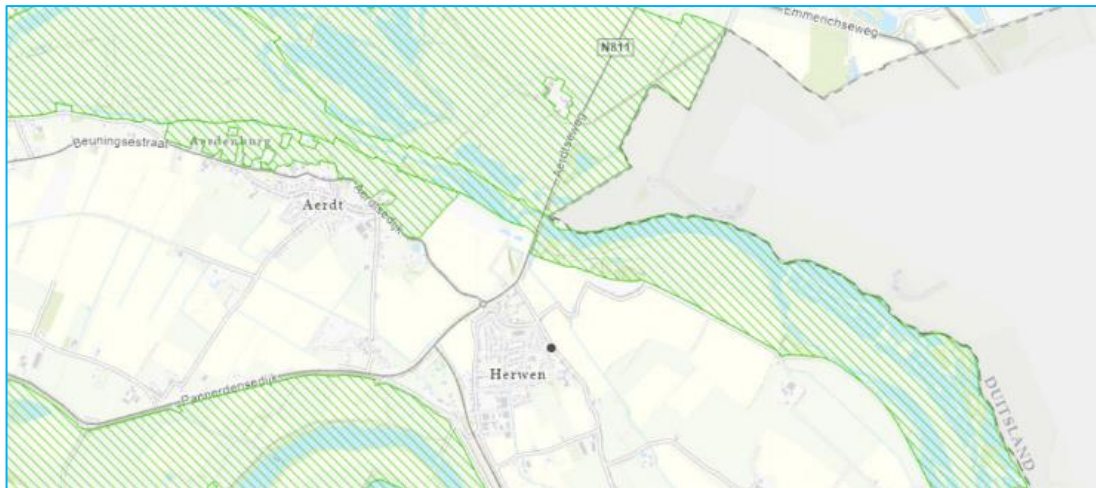 Emmerichseweg
N811
Beuningsestraat
Aerdenburg
Aerdtseweg
Aerdt
Aerdtsedijk
Herwen
Pannerdensedijk
DUITSLAND